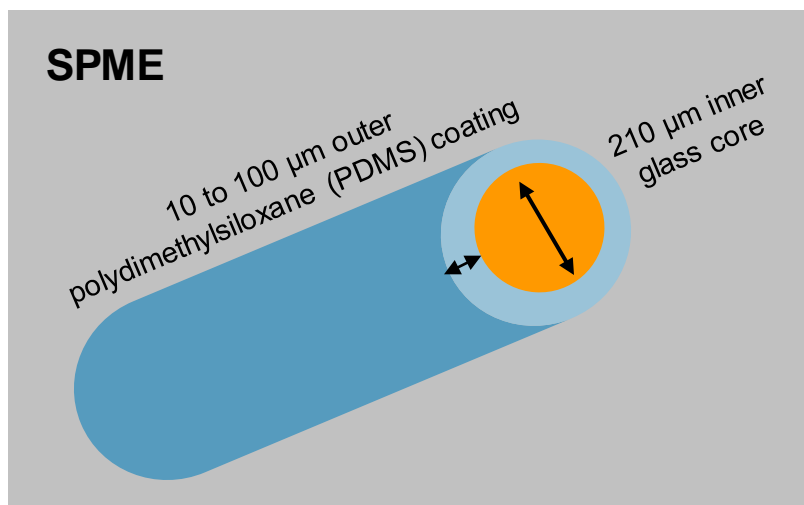 SPME
10 to 100 µm outer
polydimethylsiloxane (PDMS) coating
210 µm inner
glass core